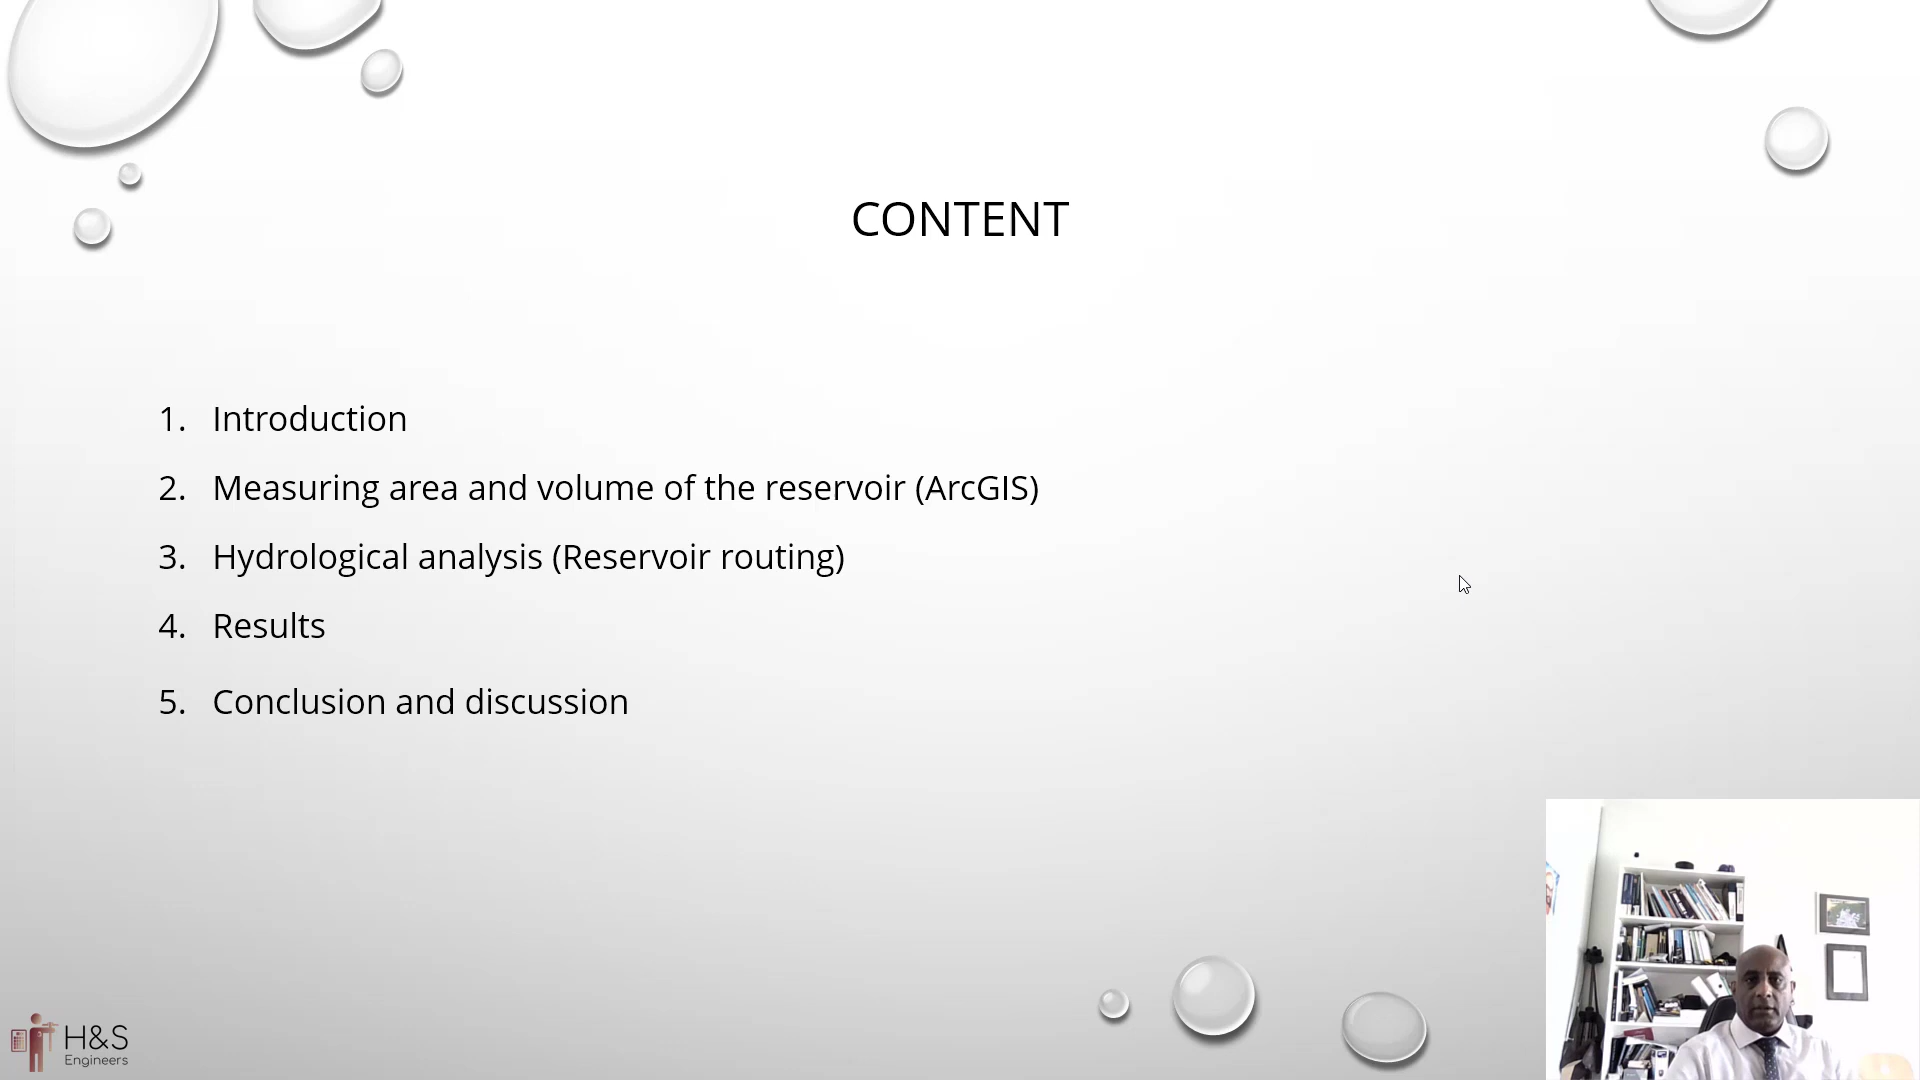 CONTENT
1. Introduction
2. Measuring area and volume of the reservoir (ArcGIS)
3. Hydrological analysis (Reservoir routing)
4. Results
5. Conclusion and discussion
H&S
Engineers